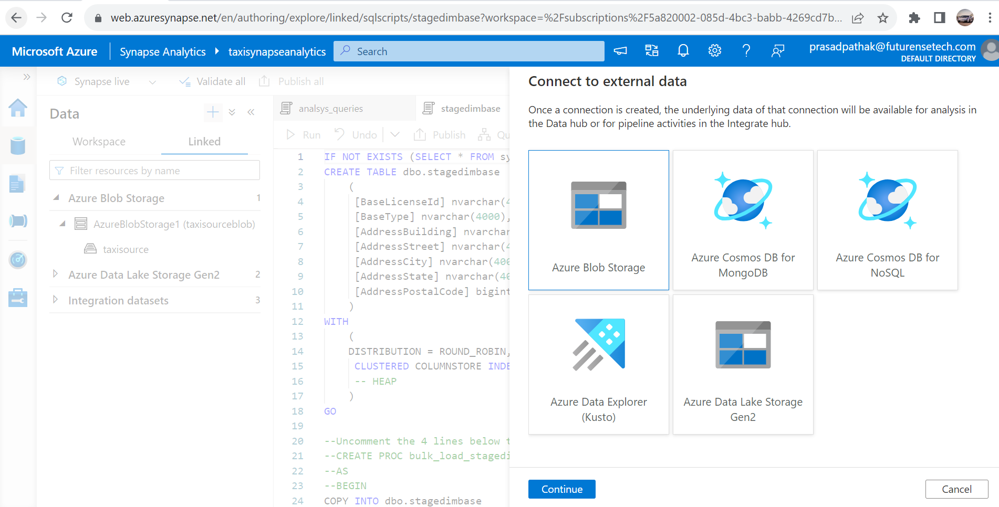 web.azuresynapse.net/en/authoring/explore/linked/sqlscripts/stagedimbase?workspace=%2Fsubscriptions%2F5a820002-085d-4bc3-babb-4269cd7b...
Microsoft Azure
Synapse Analytics
taxisynapseanalytics
Search
prasadpathak@futurensetech.com
DEFAULT DIRECTORY
Synapse live
Validate all
Publish all
Data
Workspace
Linked
Filter resources by name
Azure Blob Storage 1
AzureBlobStorage1 (taxisourceblob)
taxisource
Azure Data Lake Storage Gen2 2
Integration datasets 3
analsys_queries
stagedimbase
Run
Undo
Publish
Qu
1 IF NOT EXISTS (SELECT * FROM sy
2 CREATE TABLE dbo.stagedimbase
3 (
4 [BaseLicenseId] nvarchar(4
5 [BaseType] nvarchar(4000),
6 [AddressBuilding] nvarchar
7 [AddressStreet] nvarchar(4
8 [AddressCity] nvarchar(400
9 [AddressState] nvarchar(40
10 [AddressPostalCode] bigint
11 )
12 WITH
13 (
14 DISTRIBUTION = ROUND_ROBIN,
15 CLUSTERED COLUMNSTORE INDE
16 -- HEAP
17 )
18 GO
19
20 --Uncomment the 4 lines below t
21 --CREATE PROC bulk_load_stagedi
22 --AS
23 --BEGIN
24 COPY INTO dbo.stagedimbase
Connect to external data
Once a connection is created, the underlying data of that connection will be available for analysis in
the Data hub or for pipeline activities in the Integrate hub.
Azure Blob Storage
Azure Cosmos DB for
MongoDB
Azure Cosmos DB for
NoSQL
Azure Data Explorer
(Kusto)
Azure Data Lake Storage
Gen2
Continue
Cancel